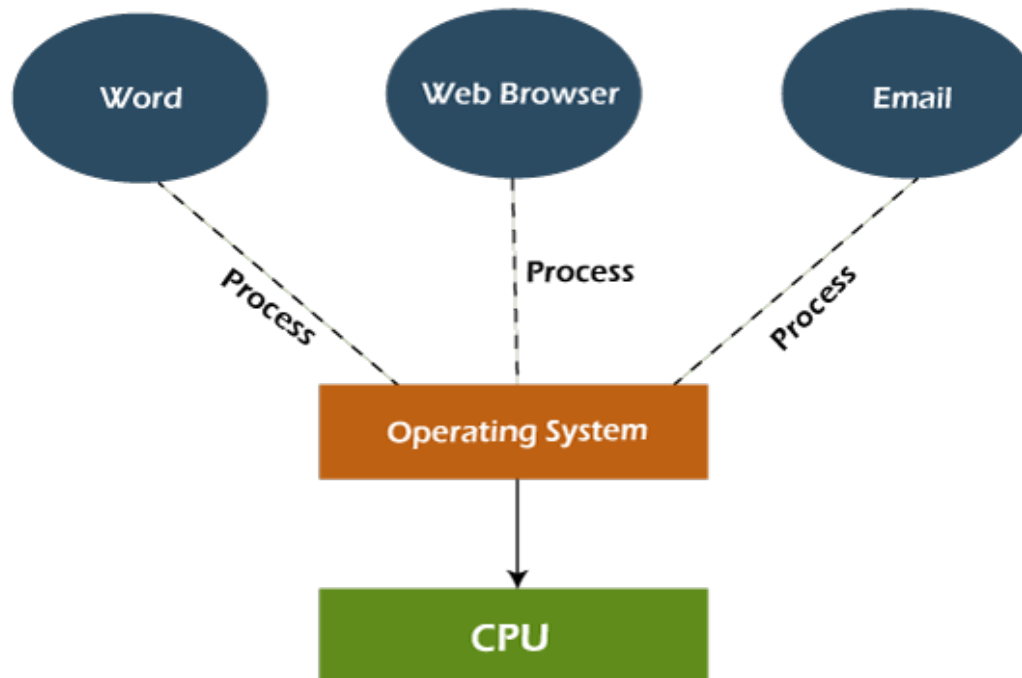 Word
Web Browser
Email
Process
Process
Process
Operating System
CPU